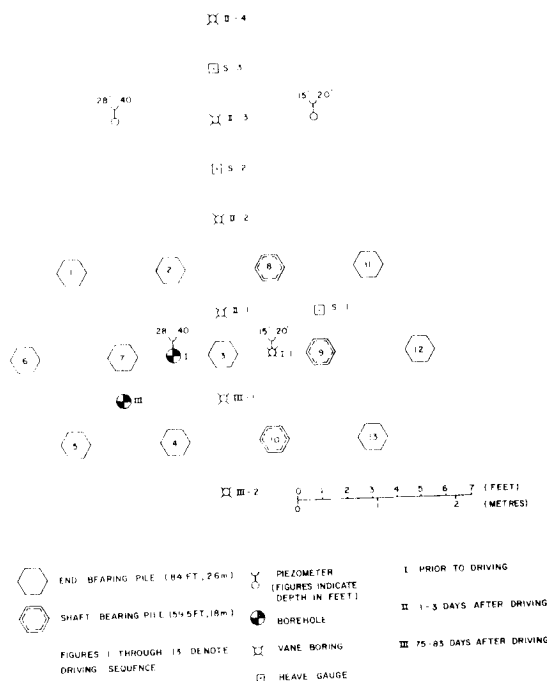 II - 4
S 3
28' 40
15' 20'
II - 3
S - 2
II - 2
1
2
8
11
II - 1
S - 1
28' 40
15' 20'
6
7
I
3
I - 1
9
12
III
III - 1
5
4
10
13
III - 2
0 1 2 3 4 5 6 7 (FEET)
0 1 2 (METRES)
END BEARING PILE (84 FT, 26m)
PIEZOMETER
(FIGURES INDICATE
DEPTH IN FEET)
I PRIOR TO DRIVING
SHAFT BEARING PILE (59.5FT, 18m)
BOREHOLE
II 1-3 DAYS AFTER DRIVING
FIGURES 1 THROUGH 13 DENOTE
DRIVING SEQUENCE
VANE BORING
III 75-83 DAYS AFTER DRIVING
HEAVE GAUGE